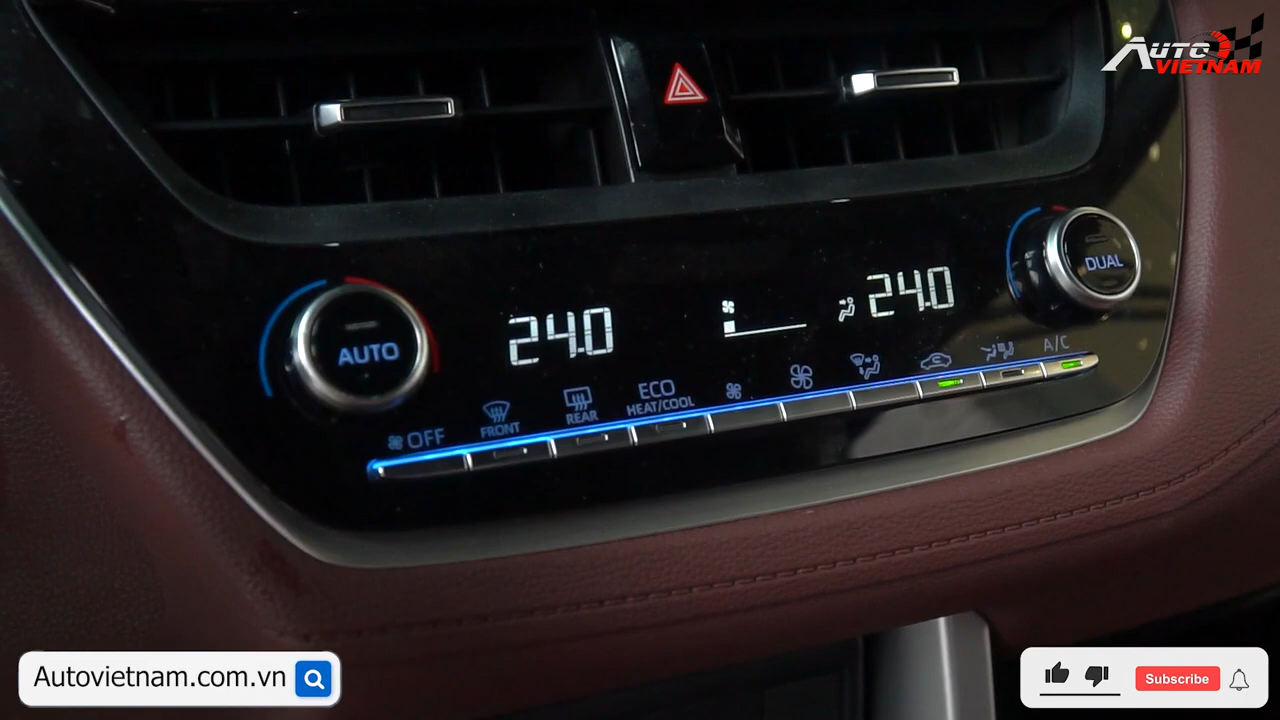 AUTO
VIETNAM
24.0
24.0
DUAL
AUTO
OFF
FRONT
REAR
ECO
HEAT/COOL
A/C
Autovietnam.com.vn
Subscribe